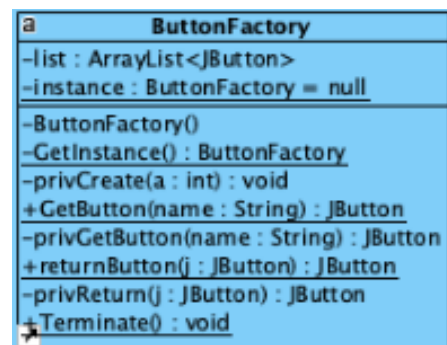 a
ButtonFactory
-list : ArrayList<JButton>
-instance : ButtonFactory = null
-ButtonFactory()
-GetInstance() : ButtonFactory
-privCreate(a : int) : void
+GetButton(name : String) : JButton
-privGetButton(name : String) : JButton
+returnButton(j : JButton) : JButton
-privReturn(j : JButton) : JButton
+Terminate() : void